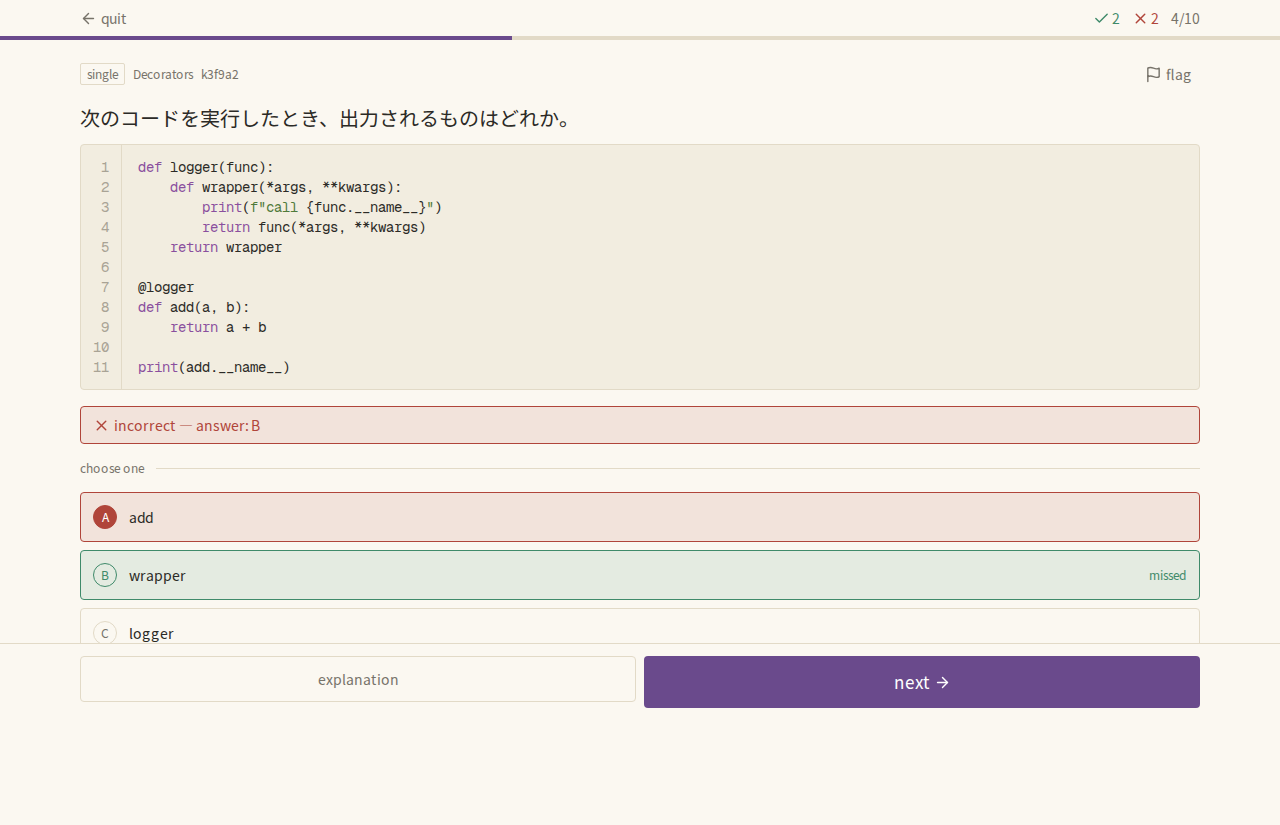 quit
2 2 4/10
single Decorators k3f9a2
flag
次のコードを実行したとき、出力されるものはどれか。
1 def logger(func):
2     def wrapper(*args, **kwargs):
3         print(f"call {func.__name__}")
4         return func(*args, **kwargs)
5     return wrapper
6
7 @logger
8 def add(a, b):
9     return a + b
10
11 print(add.__name__)
incorrect — answer: B
choose one
A add
B wrapper missed
C logger
explanation
next →